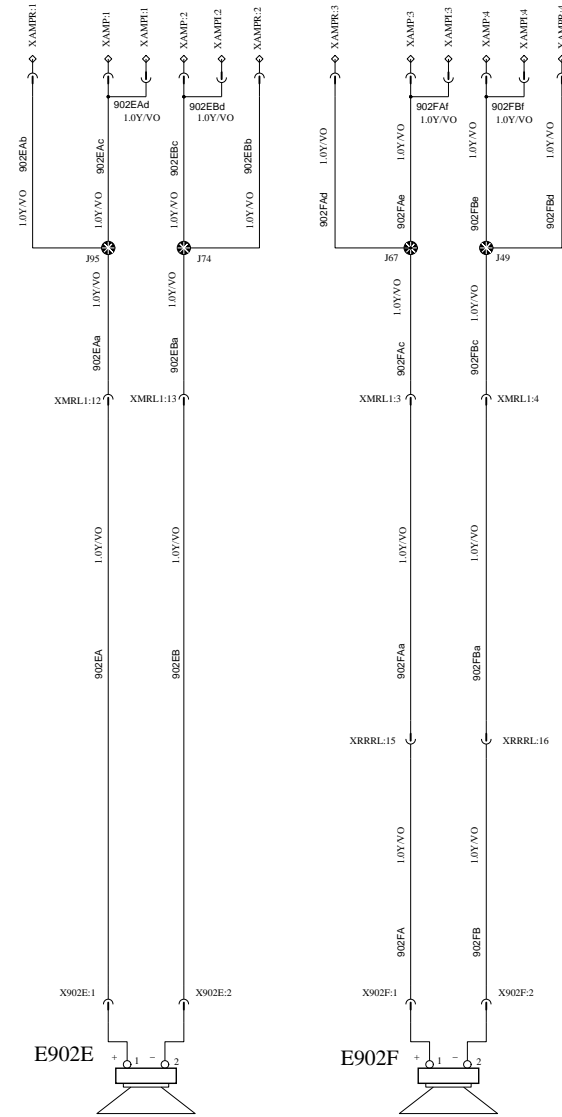 XAMPR:1
XAMP:1
XAMPI:1
XAMP:2
XAMPI:2
XAMPR:2
XAMPR:3
XAMP:3
XAMPI:3
XAMP:4
XAMPI:4
902EAd
1.0Y/VO
902EBd
1.0Y/VO
902FAf
1.0Y/VO
902FBf
1.0Y/VO
902EAb
902EAc
902EBc
902EBb
1.0Y/VO
1.0Y/VO
1.0Y/VO
1.0Y/VO
1.0Y/VO
1.0Y/VO
1.0Y/VO
1.0Y/VO
902FAd
902FAe
902FBe
902FBd
J95
J74
J67
J49
1.0Y/VO
1.0Y/VO
1.0Y/VO
1.0Y/VO
902EAa
902EBa
902FAc
902FBc
XMRL1:12
XMRL1:13
XMRL1:3
XMRL1:4
1.0Y/VO
1.0Y/VO
1.0Y/VO
1.0Y/VO
902EA
902EB
902FAa
902FBa
XRRRL:15
XRRRL:16
1.0Y/VO
1.0Y/VO
902FA
902FB
X902E:1
X902E:2
X902F:1
X902F:2
E902E
+ 1 − 2
E902F
+ 1 − 2